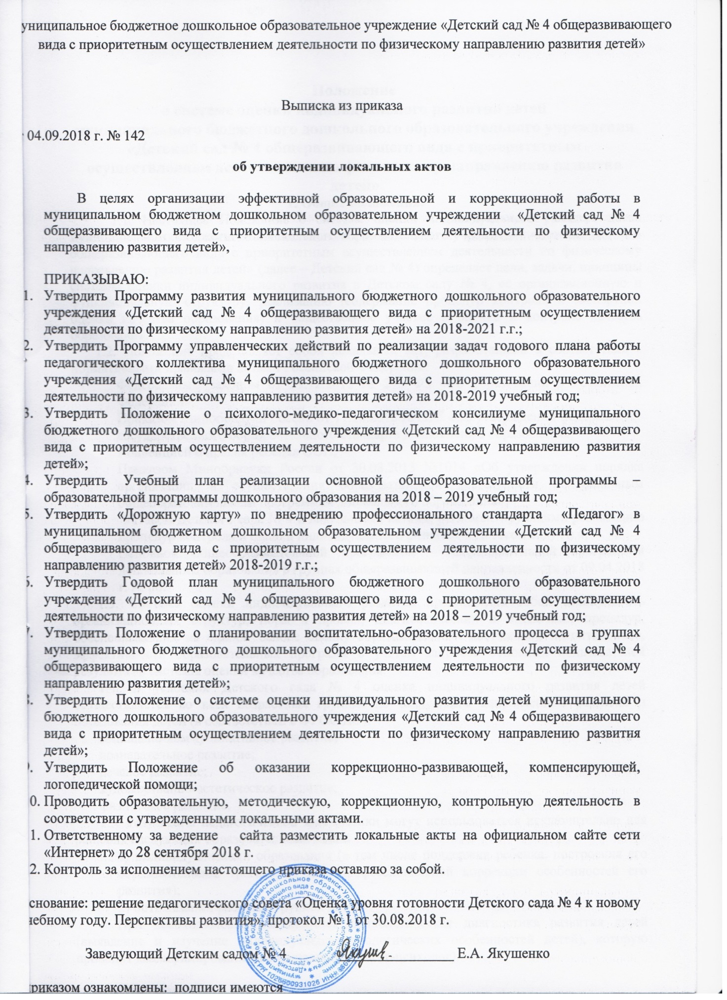 униципальное бюджетное дошкольное образовательное учреждение «Детский сад № 4 общеразвивающего
вида с приоритетным осуществлением деятельности по физическому направлению развития детей»
Выписка из приказа
04.09.2018 г. № 142
об утверждении локальных актов
В целях организации эффективной образовательной и коррекционной работы в
муниципальном бюджетном дошкольном образовательном учреждении «Детский сад № 4
общеразвивающего вида с приоритетным осуществлением деятельности по физическому
направлению развития детей»,
ПРИКАЗЫВАЮ:
1. Утвердить Программу развития муниципального бюджетного дошкольного образовательного
учреждения «Детский сад № 4 общеразвивающего вида с приоритетным осуществлением
деятельности по физическому направлению развития детей» на 2018-2021 г.г.;
2. Утвердить Программу управленческих действий по реализации задач годового плана работы
педагогического коллектива муниципального бюджетного дошкольного образовательного
учреждения «Детский сад № 4 общеразвивающего вида с приоритетным осуществлением
деятельности по физическому направлению развития детей» на 2018-2019 учебный год;
3. Утвердить Положение о психолого-медико-педагогическом консилиуме муниципального
бюджетного дошкольного образовательного учреждения «Детский сад № 4 общеразвивающего
вида с приоритетным осуществлением деятельности по физическому направлению развития
детей»;
4. Утвердить Учебный план реализации основной общеобразовательной программы –
образовательной программы дошкольного образования на 2018 – 2019 учебный год;
5. Утвердить «Дорожную карту» по внедрению профессионального стандарта «Педагог» в
муниципальном бюджетном дошкольном образовательном учреждении «Детский сад № 4
общеразвивающего вида с приоритетным осуществлением деятельности по физическому
направлению развития детей» 2018-2019 г.г.;
6. Утвердить Годовой план муниципального бюджетного дошкольного образовательного
учреждения «Детский сад № 4 общеразвивающего вида с приоритетным осуществлением
деятельности по физическому направлению развития детей» на 2018 – 2019 учебный год;
7. Утвердить Положение о планировании воспитательно-образовательного процесса в группах
муниципального бюджетного дошкольного образовательного учреждения «Детский сад № 4
общеразвивающего вида с приоритетным осуществлением деятельности по физическому
направлению развития детей»;
8. Утвердить Положение о системе оценки индивидуального развития детей муниципального
бюджетного дошкольного образовательного учреждения «Детский сад № 4 общеразвивающего
вида с приоритетным осуществлением деятельности по физическому направлению развития
детей»;
9. Утвердить Положение об оказании коррекционно-развивающей, компенсирующей,
логопедической помощи;
0. Проводить образовательную, методическую, коррекционную, контрольную деятельность в
соответствии с утвержденными локальными актами.
1. Ответственному за ведение сайта разместить локальные акты на официальном сайте сети
«Интернет» до 28 сентября 2018 г.
2. Контроль за исполнением настоящего приказа оставляю за собой.
снование: решение педагогического совета «Оценка уровня готовности Детского сада № 4 к новому
чебному году. Перспективы развития», протокол № 1 от 30.08.2018 г.
Заведующий Детским садом № 4 ________________ Е.А. Якушенко
риказом ознакомлены: подписи имеются